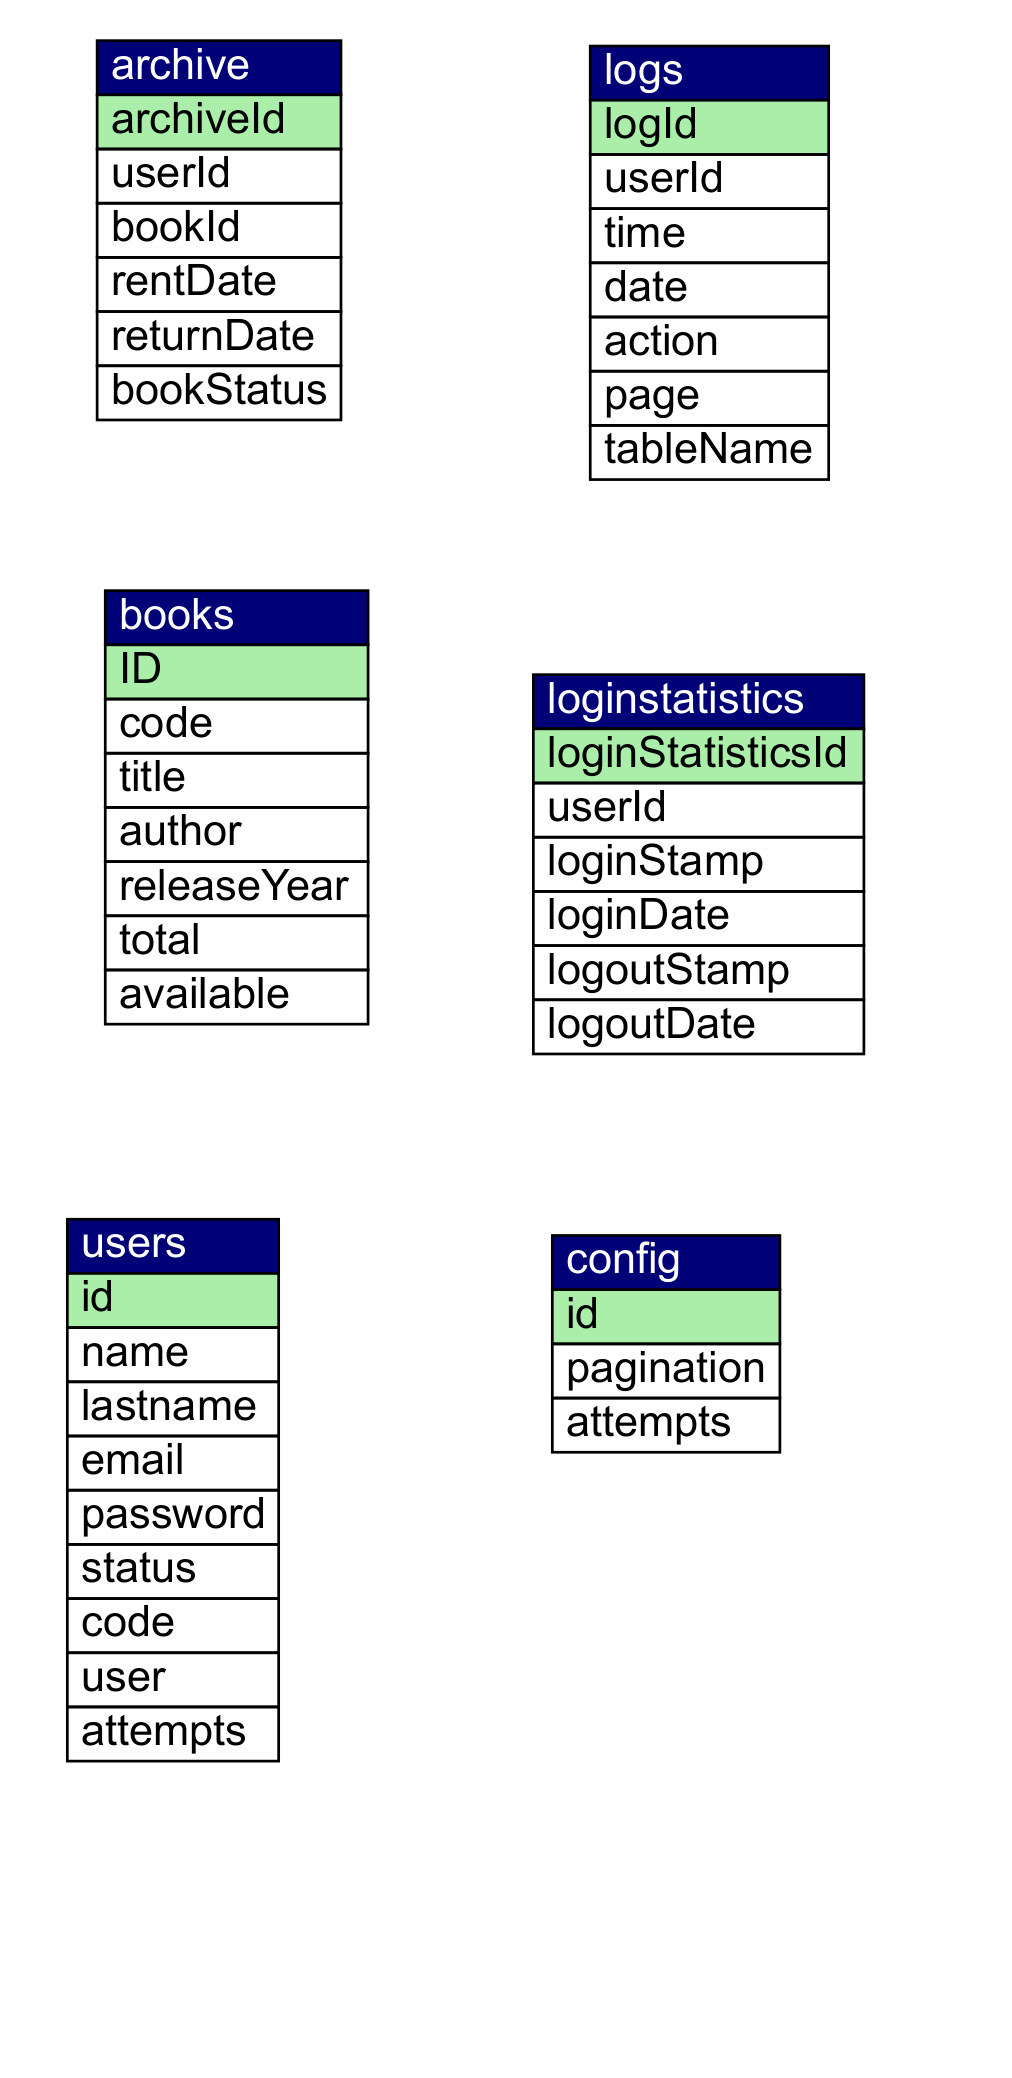 archive
archiveId
userId
bookId
rentDate
returnDate
bookStatus
logs
logId
userId
time
date
action
page
tableName
books
ID
code
title
author
releaseYear
total
available
loginstatistics
loginStatisticsId
userId
loginStamp
loginDate
logoutStamp
logoutDate
users
id
name
lastname
email
password
status
code
user
attempts
config
id
pagination
attempts